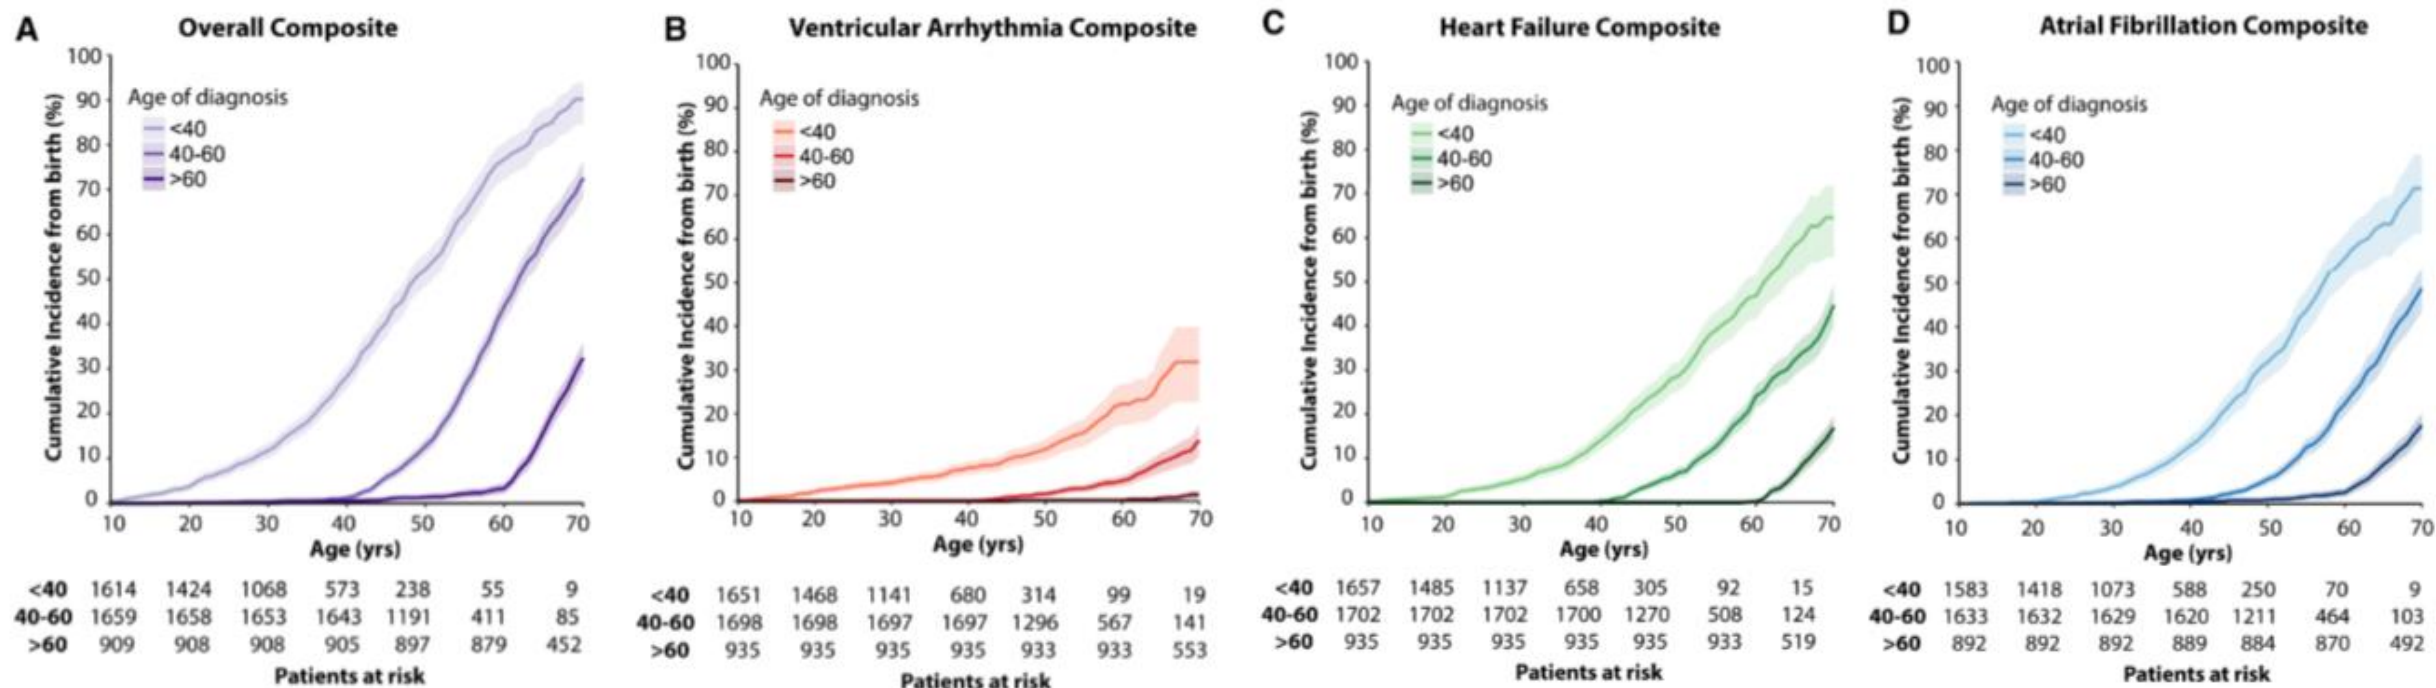 A
Overall Composite
Cumulative Incidence from birth (%)
100
90
80
70
60
50
40
30
20
10
0
Age of diagnosis
<40
40-60
>60
10 20 30 40 50 60 70
Age (yrs)
<40 1614 1424 1068 573 238 55 9
40-60 1659 1658 1653 1643 1191 411 85
>60 909 908 908 905 897 879 452
Patients at risk
B
Ventricular Arrhythmia Composite
Cumulative Incidence from birth (%)
100
90
80
70
60
50
40
30
20
10
0
Age of diagnosis
<40
40-60
>60
10 20 30 40 50 60 70
Age (yrs)
<40 1651 1468 1141 680 314 99 19
40-60 1698 1698 1697 1697 1296 567 141
>60 935 935 935 935 933 933 553
Patients at risk
C
Heart Failure Composite
Cumulative Incidence from birth (%)
100
90
80
70
60
50
40
30
20
10
0
Age of diagnosis
<40
40-60
>60
10 20 30 40 50 60 70
Age (yrs)
<40 1657 1485 1137 658 305 92 15
40-60 1702 1702 1702 1700 1270 508 124
>60 935 935 935 935 935 933 519
Patients at risk
D
Atrial Fibrillation Composite
Cumulative Incidence from birth (%)
100
90
80
70
60
50
40
30
20
10
0
Age of diagnosis
<40
40-60
>60
10 20 30 40 50 60 70
Age (yrs)
<40 1583 1418 1073 588 250 70 9
40-60 1633 1632 1629 1620 1211 464 103
>60 892 892 892 889 884 870 492
Patients at risk